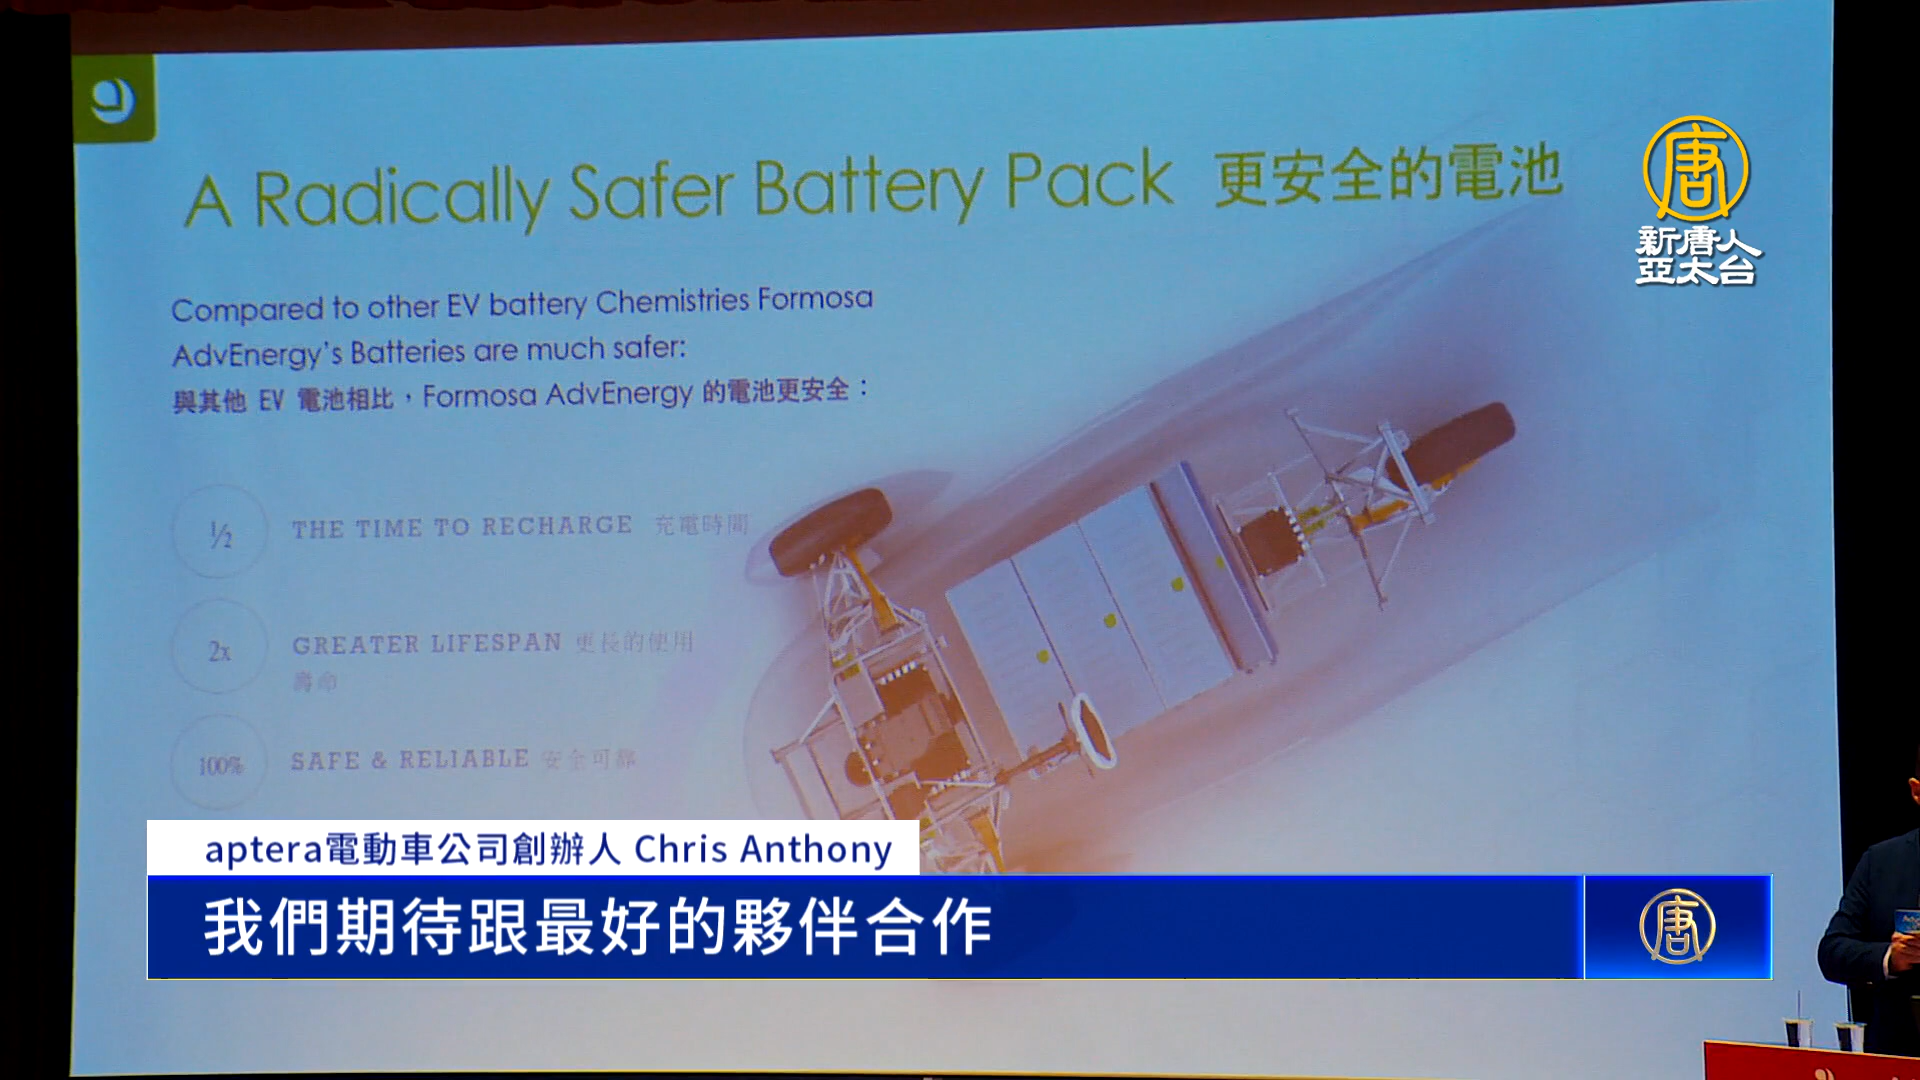 A Radically Safer Battery Pack 更安全的電池
唐
新唐人
亞太台
Compared to other EV battery Chemistries Formosa
AdvEnergy's Batteries are much safer:
與其他 EV 電池相比，Formosa AdvEnergy 的電池更安全：
½ THE TIME TO RECHARGE 充電時間
2x GREATER LIFESPAN 更長的使用
壽命
100% SAFE & RELIABLE 安全可靠
aptera電動車公司創辦人 Chris Anthony
我們期待跟最好的夥伴合作
唐